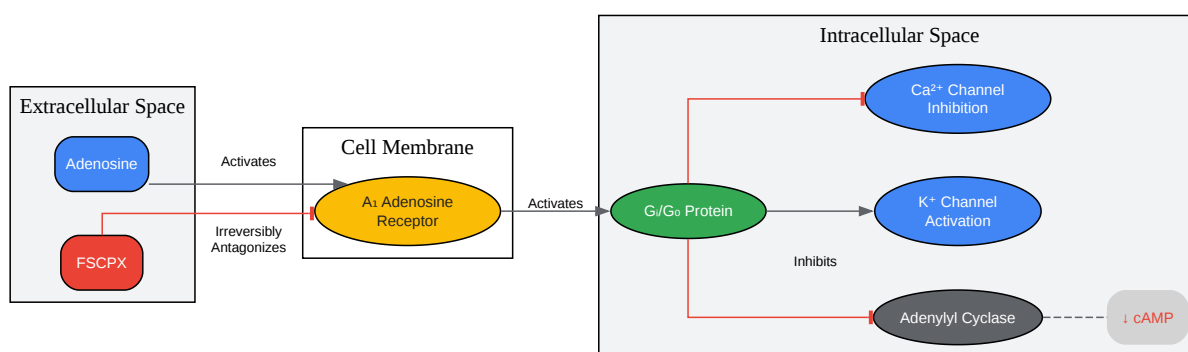 Extracellular Space
Adenosine
FSCPX
Activates
Irreversibly
Antagonizes
Cell Membrane
A₁ Adenosine
Receptor
Activates
Intracellular Space
Gᵢ/G₀ Protein
Ca²⁺ Channel
Inhibition
K⁺ Channel
Activation
Inhibits
Adenylyl Cyclase
↓ cAMP